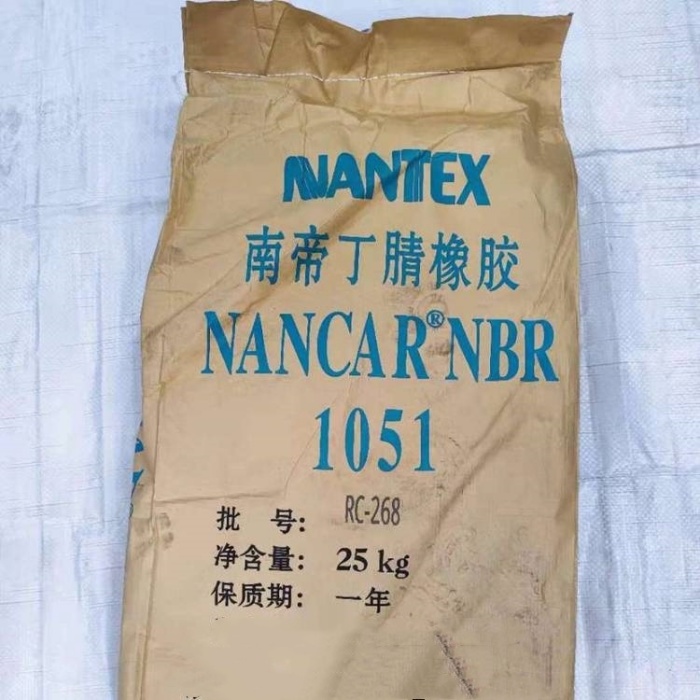 NANTEX
南帝丁腈橡胶
NANCAR® NBR
1051
批 号: RC-268
净含量: 25 kg
保质期: 一年